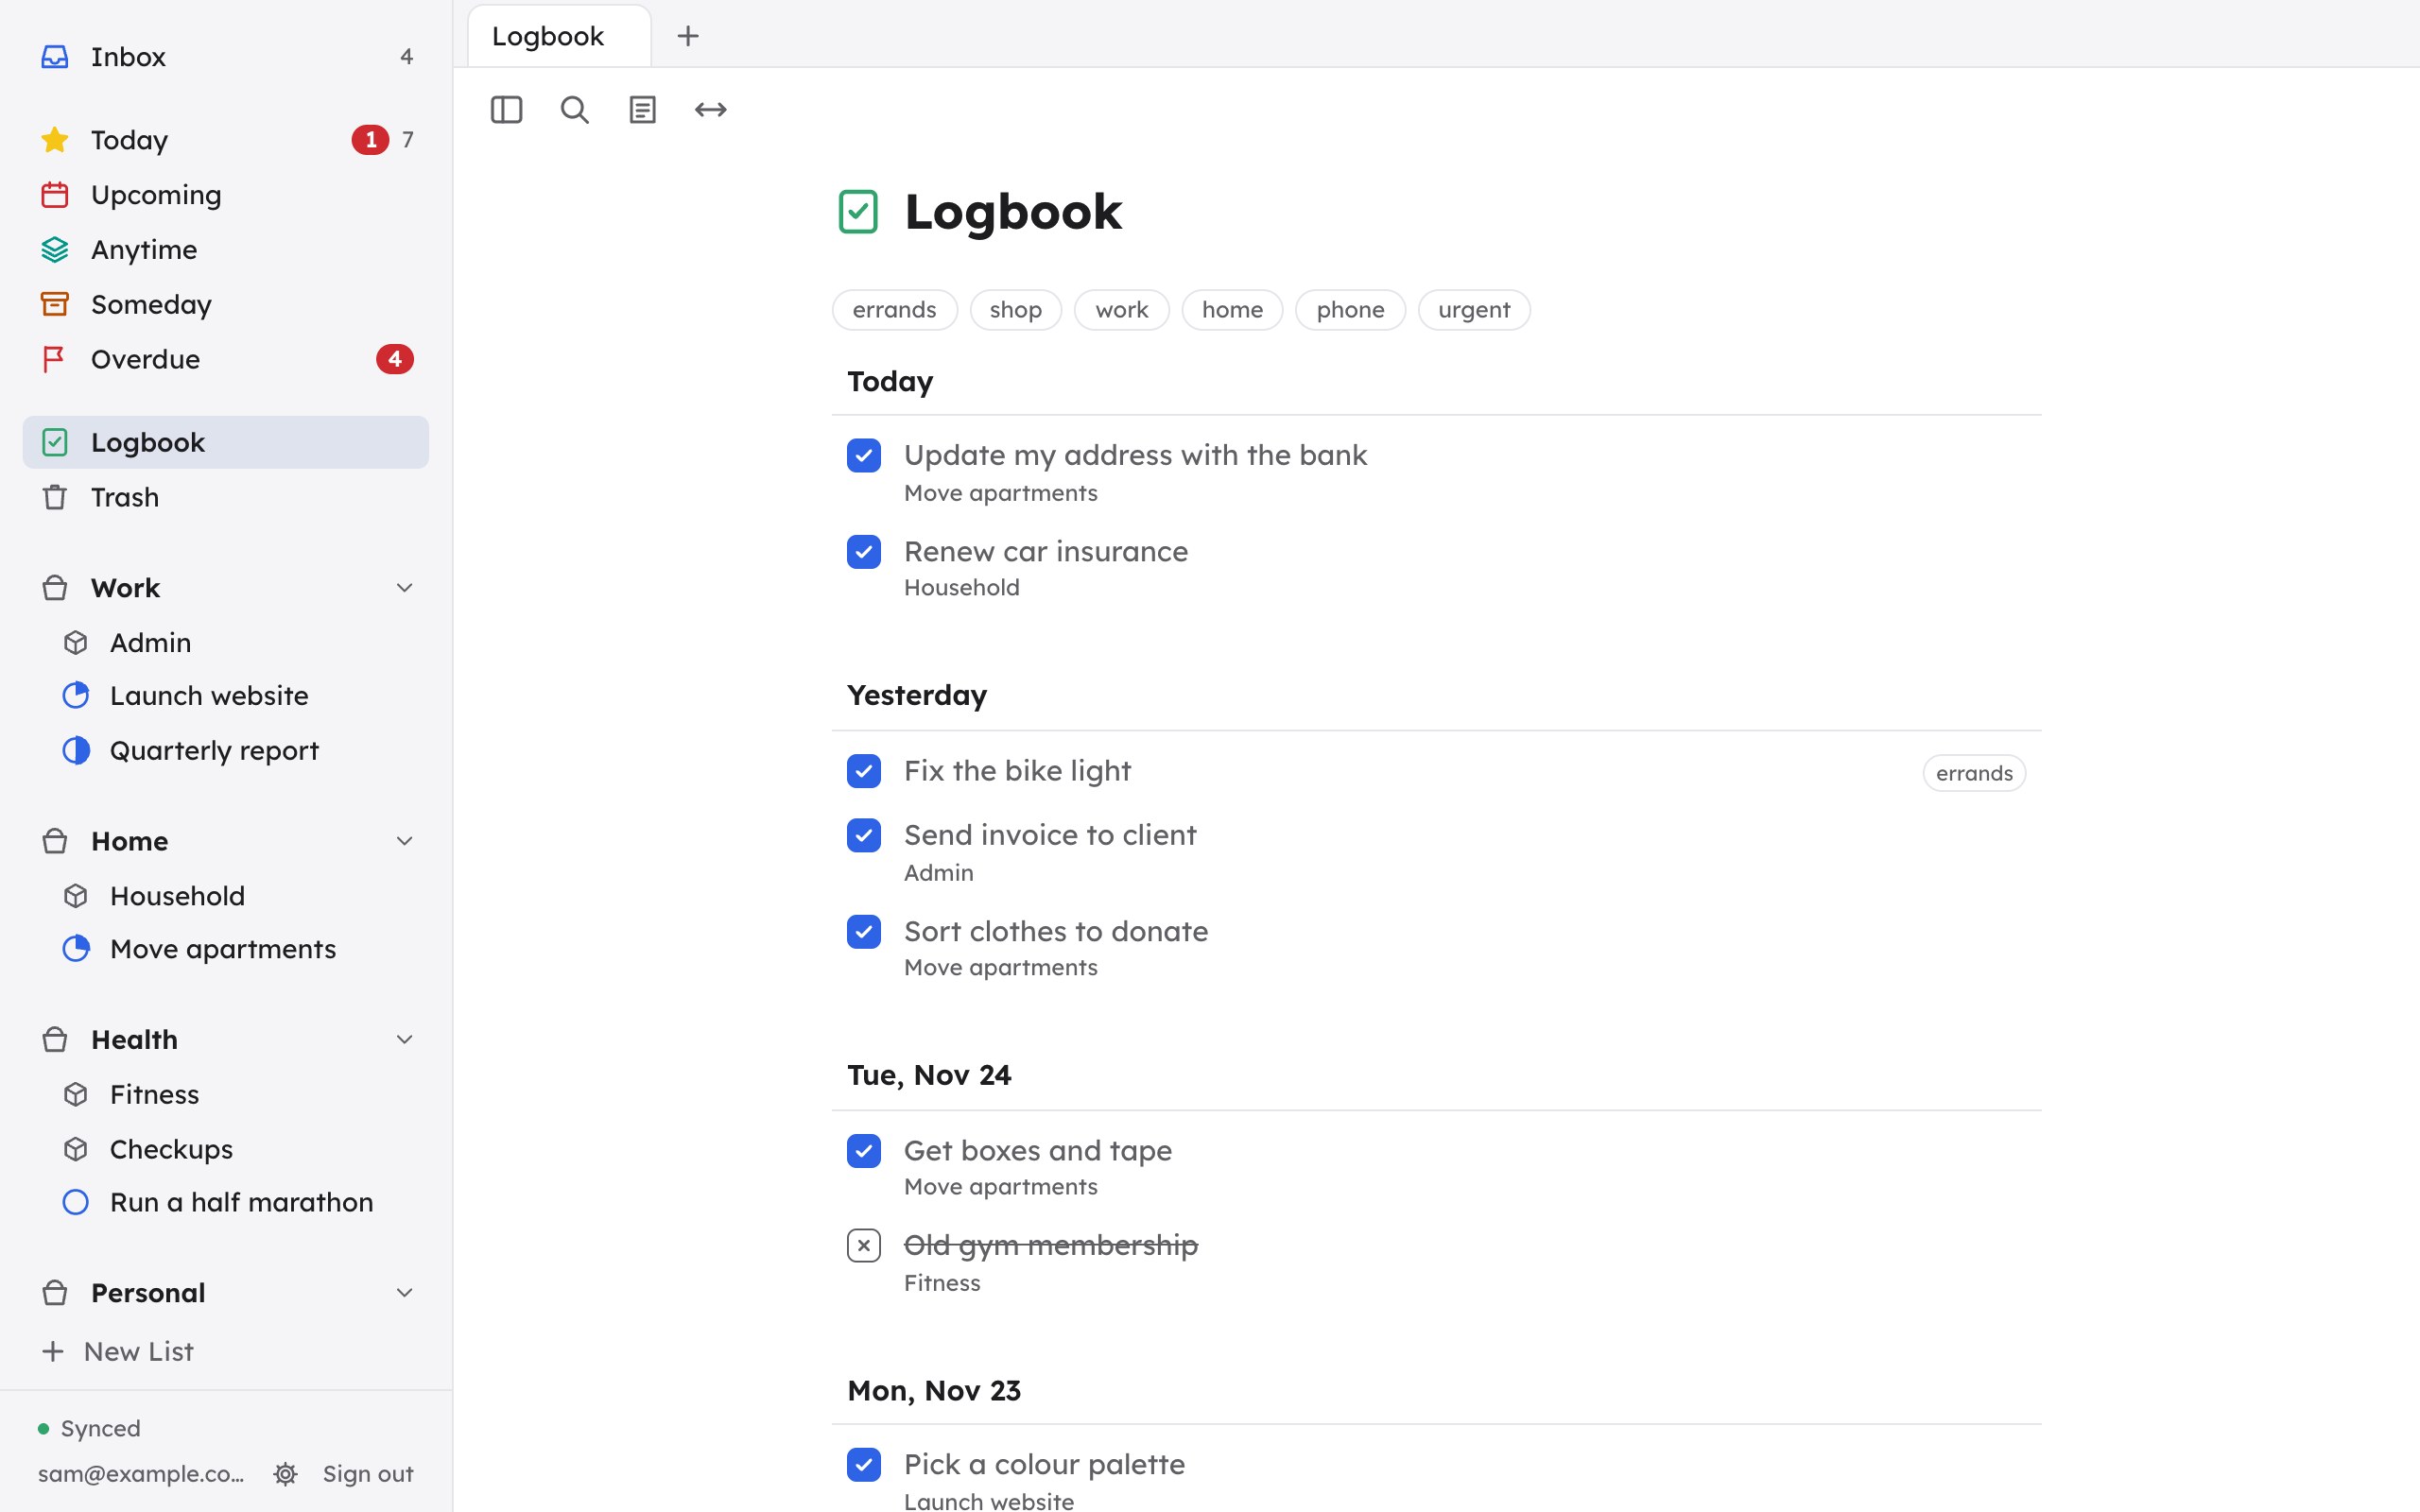 Inbox 4
Today 1 7
Upcoming
Anytime
Someday
Overdue 4
Logbook
Trash
Work
Admin
Launch website
Quarterly report
Home
Household
Move apartments
Health
Fitness
Checkups
Run a half marathon
Personal
New List
Synced
sam@example.co... Sign out
Logbook
Logbook
errands shop work home phone urgent
Today
Update my address with the bank
Move apartments
Renew car insurance
Household
Yesterday
Fix the bike light errands
Send invoice to client
Admin
Sort clothes to donate
Move apartments
Tue, Nov 24
Get boxes and tape
Move apartments
Old gym membership
Fitness
Mon, Nov 23
Pick a colour palette
Launch website